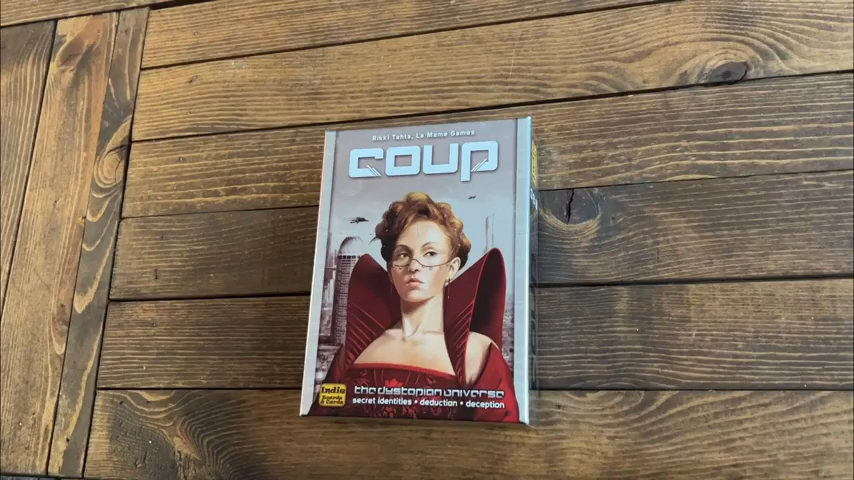 Rikki Tahta, La Mame Games
coup
Indie
Boards
& Cards
the dystopian universe
secret identities • deduction • deception